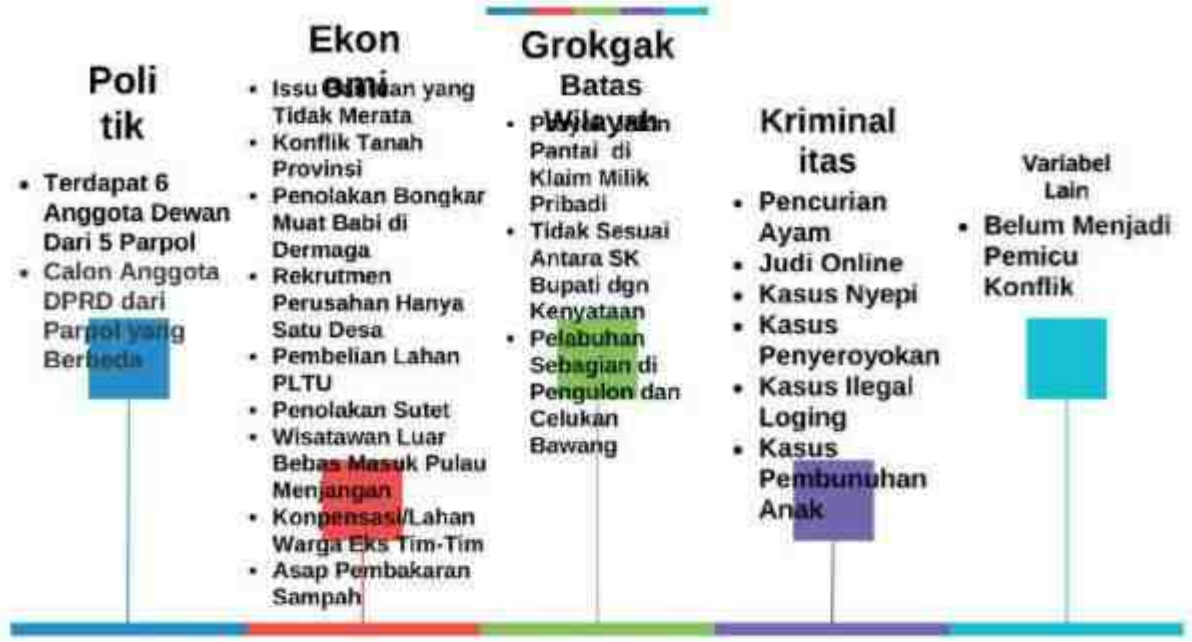 Poli
tik
• Terdapat 6
Anggota Dewan
Dari 5 Parpol
• Calon Anggota
DPRD dari
Parpol yang
Berbeda
Ekon
omi
• Issu yang
Tidak Merata
• Konflik Tanah
Provinsi
• Penolakan Bongkar
Muat Babi di
Dermaga
• Rekrutmen
Perusahan Hanya
Satu Desa
• Pembelian Lahan
PLTU
• Penolakan Sutet
• Wisatawan Luar
Bebas Masuk Pulau
Menjangan
• Konpensasi/Lahan
Warga Eks Tim-Tim
• Asap Pembakaran
Sampah
Grokgak
Batas
Wilayah
• 
Pantai di
Klaim Milik
Pribadi
• Tidak Sesuai
Antara SK
Bupati dgn
Kenyataan
• Pelabuhan
Sebagian di
Pengulon dan
Celukan
Bawang
Kriminal
itas
• Pencurian
Ayam
• Judi Online
• Kasus Nyepi
• Kasus
Penyeroyokan
• Kasus Ilegal
Loging
• Kasus
Pembunuhan
Anak
Variabel
Lain
• Belum Menjadi
Pemicu
Konflik